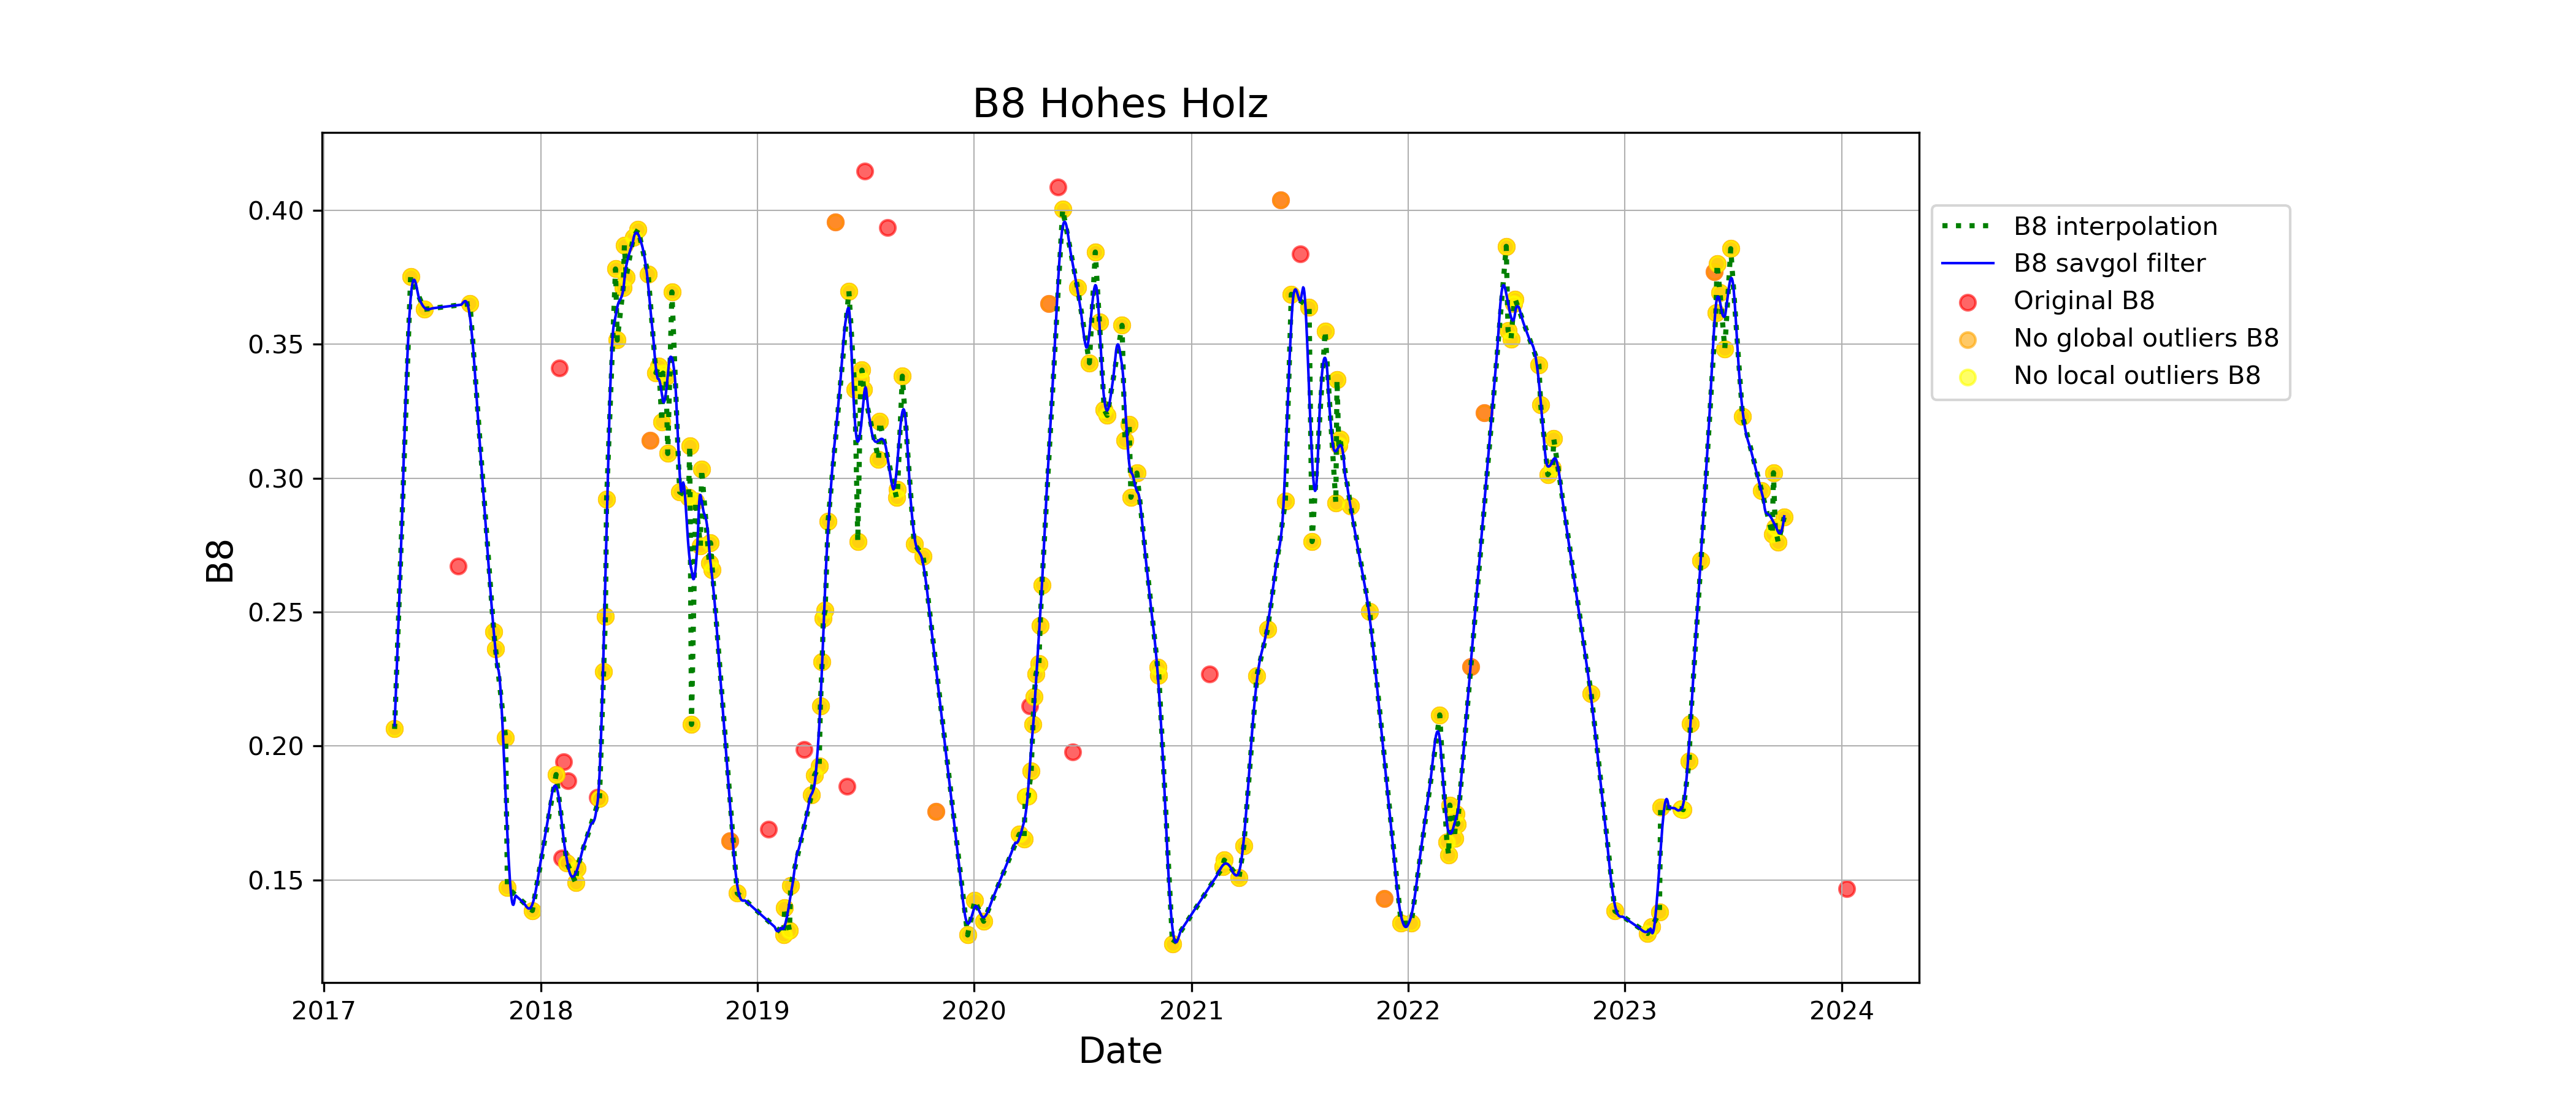 B8 Hohes Holz
B8
0.40
0.35
0.30
0.25
0.20
0.15
2017 2018 2019 2020 2021 2022 2023 2024
Date
B8 interpolation
B8 savgol filter
Original B8
No global outliers B8
No local outliers B8